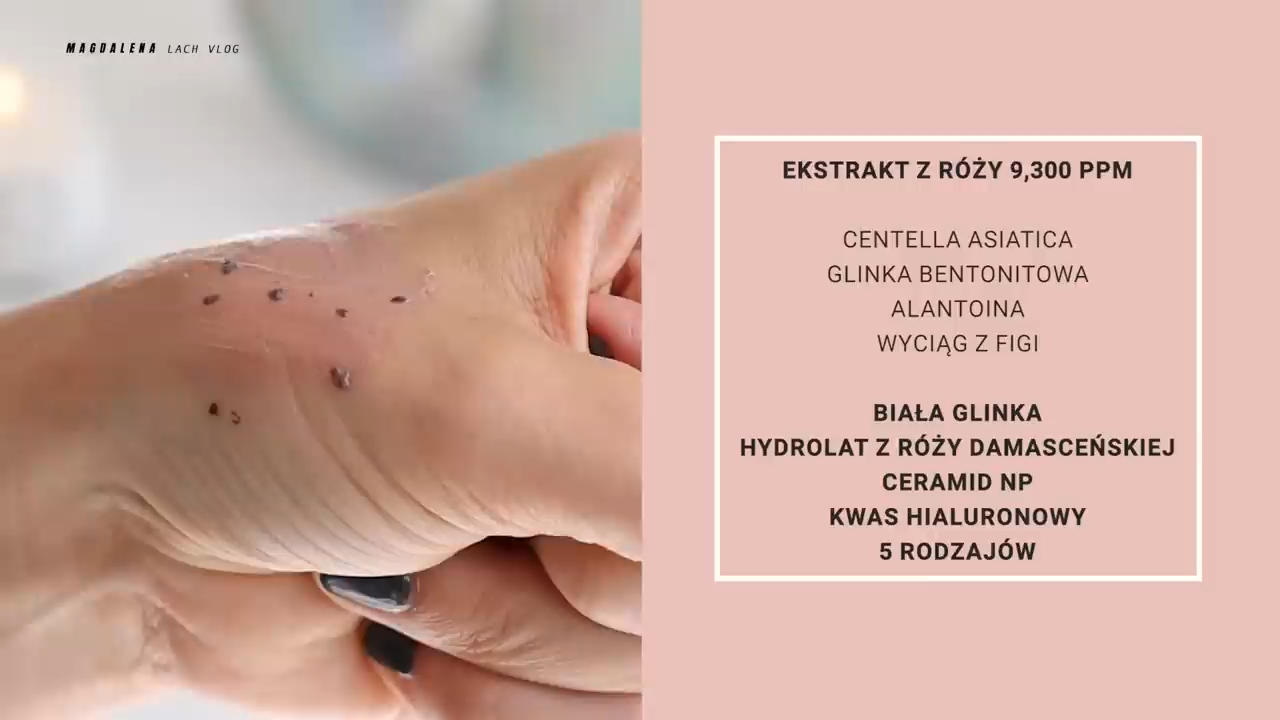 MAGDALENA LACH VLOG
EKSTRAKT Z RÓŻY 9,300 PPM
CENTELLA ASIATICA
GLINKA BENTONITOWA
ALANTOINA
WYCIĄG Z FIGI
BIAŁA GLINKA
HYDROLAT Z RÓŻY DAMASCEŃSKIEJ
CERAMID NP
KWAS HIALURONOWY
5 RODZAJÓW